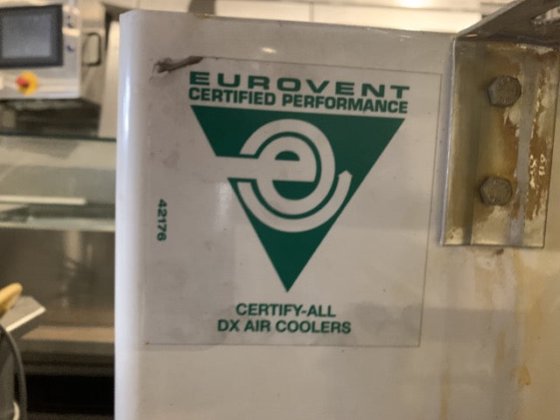 EUROVENT
CERTIFIED PERFORMANCE
e
42176
CERTIFY-ALL
DX AIR COOLERS